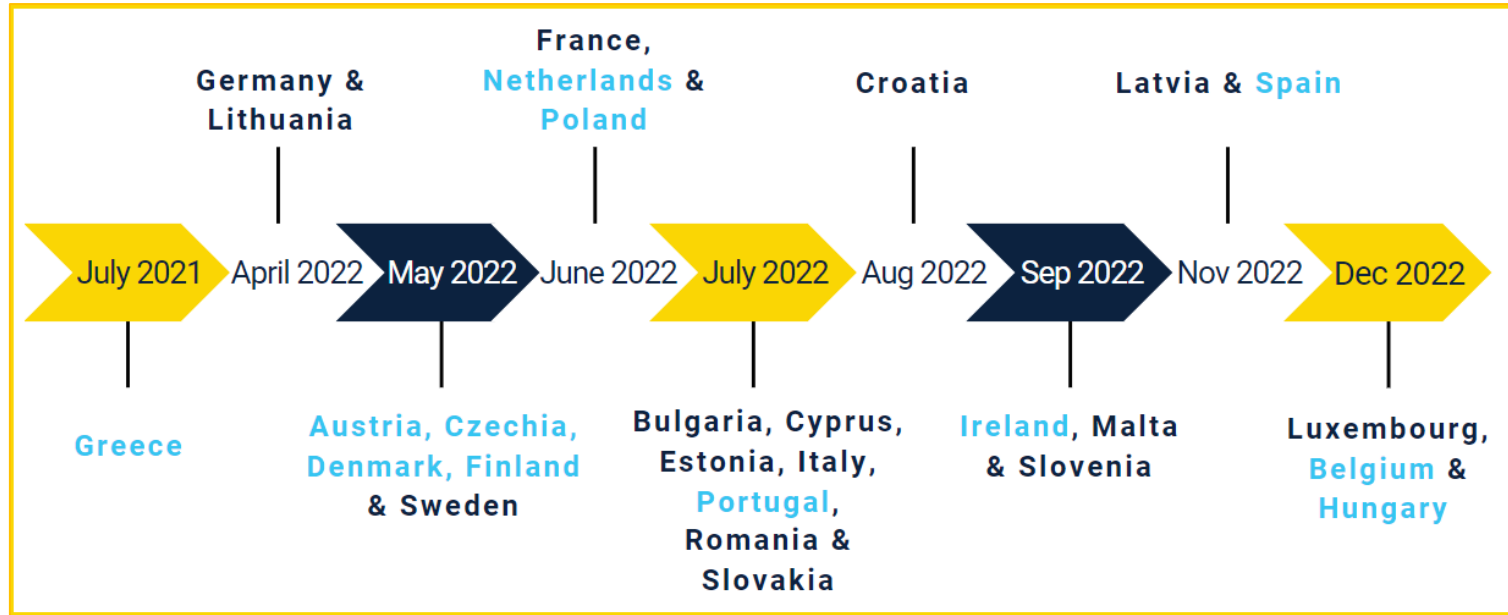 Germany &
Lithuania
France,
Netherlands &
Poland
Croatia
Latvia & Spain
July 2021
April 2022
May 2022
June 2022
July 2022
Aug 2022
Sep 2022
Nov 2022
Dec 2022
Greece
Austria, Czechia,
Denmark, Finland
& Sweden
Bulgaria, Cyprus,
Estonia, Italy,
Portugal,
Romania &
Slovakia
Ireland, Malta
& Slovenia
Luxembourg,
Belgium &
Hungary